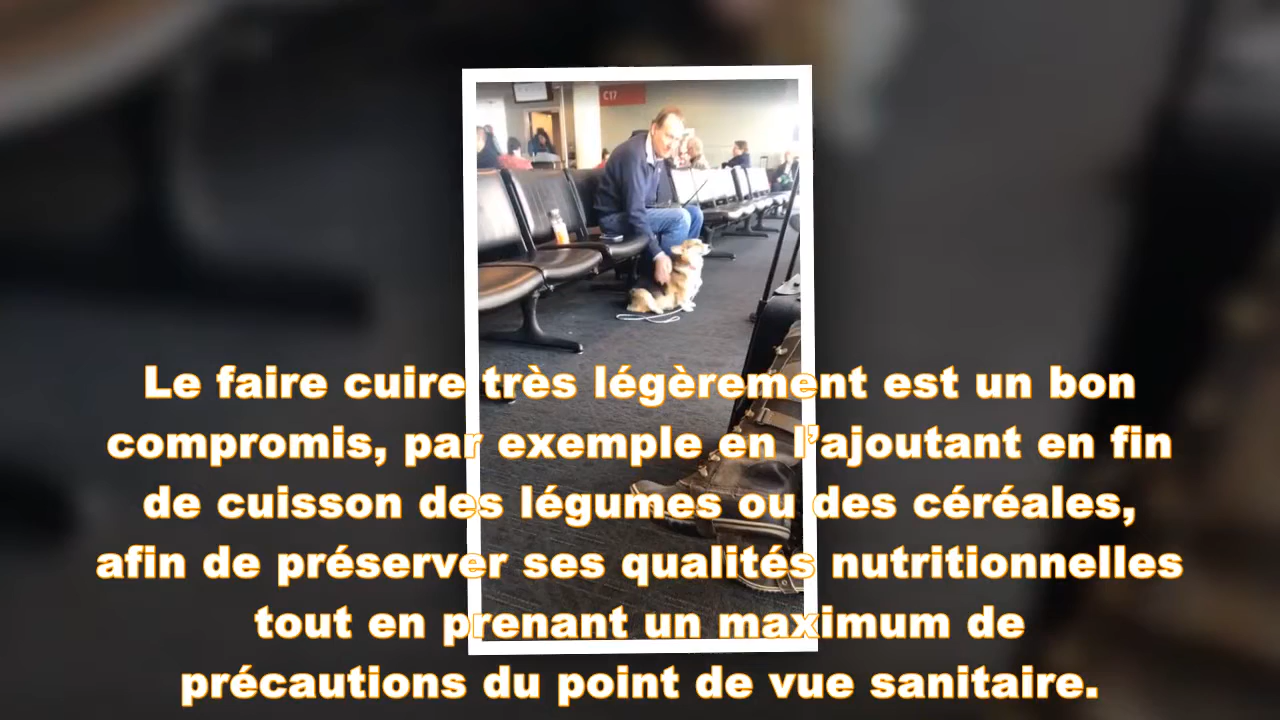 C17
Le faire cuire très légèrement est un bon
compromis, par exemple en l’ajoutant en fin
de cuisson des légumes ou des céréales,
afin de préserver ses qualités nutritionnelles
tout en prenant un maximum de
précautions du point de vue sanitaire.